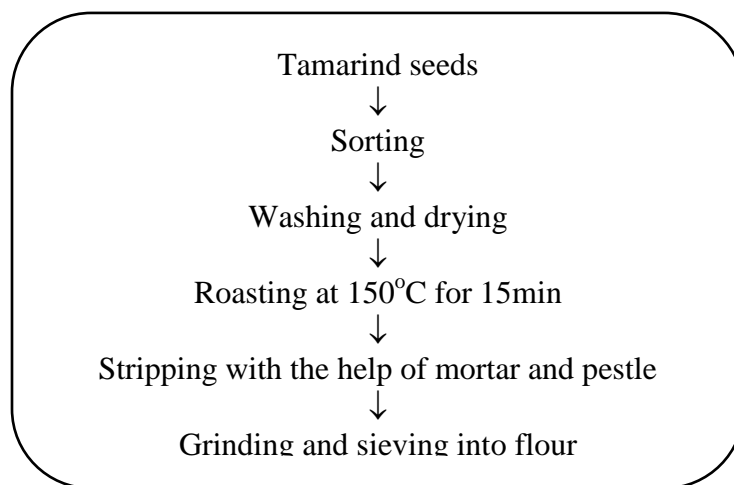 Tamarind seeds
↓
Sorting
↓
Washing and drying
↓
Roasting at 150°C for 15min
↓
Stripping with the help of mortar and pestle
↓
Grinding and sieving into flour